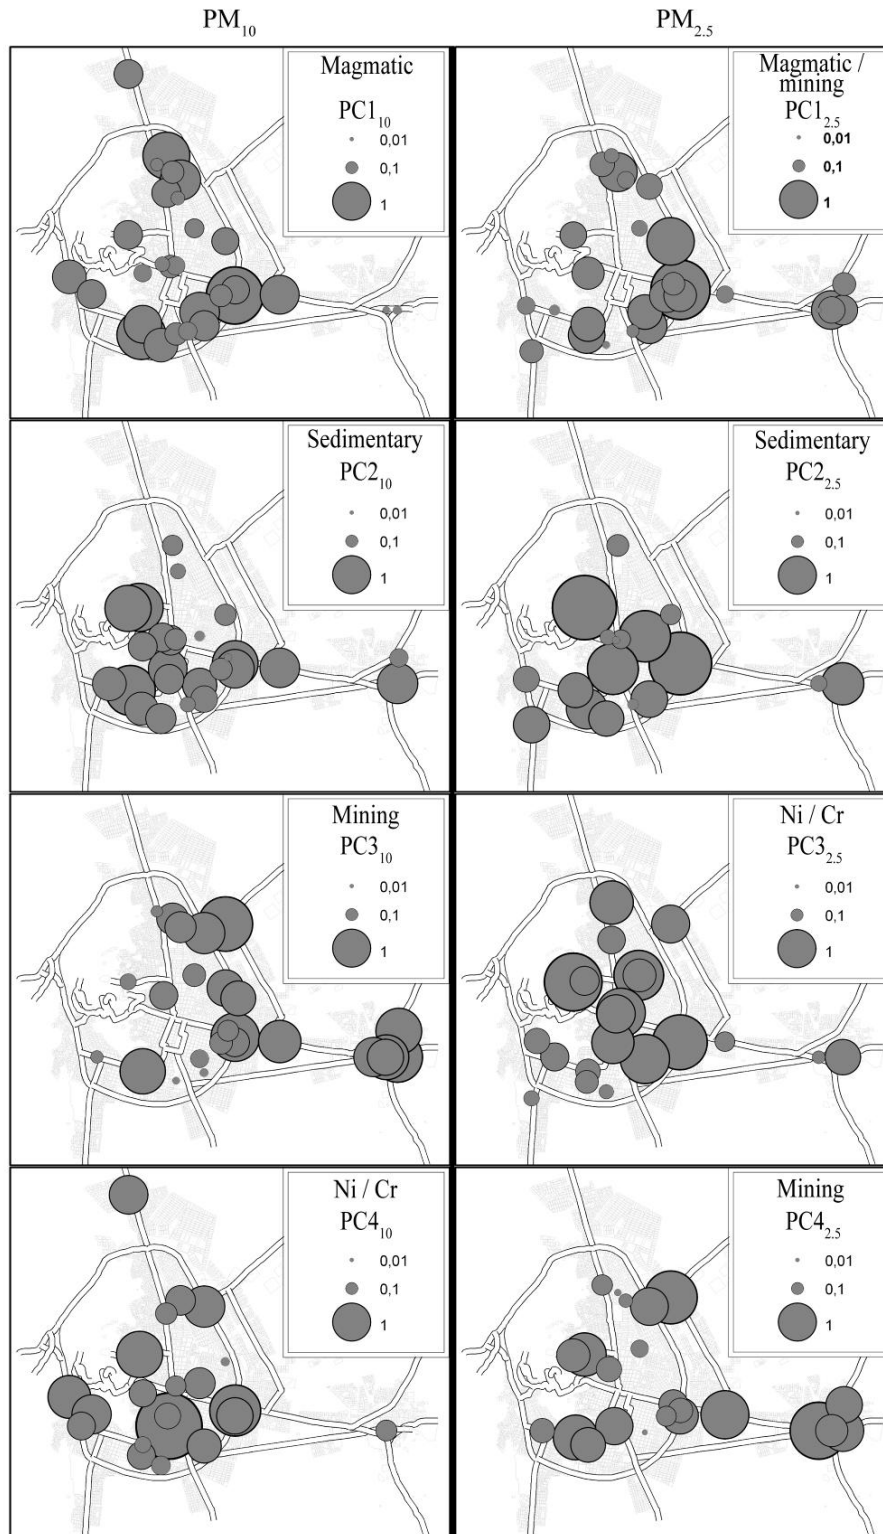 PM₁₀
PM₂.₅
Magmatic
PC1₁₀
0,01
0,1
1
Magmatic /
mining
PC1₂.₅
0,01
0,1
1
Sedimentary
PC2₁₀
0,01
0,1
1
Sedimentary
PC2₂.₅
0,01
0,1
1
Mining
PC3₁₀
0,01
0,1
1
Ni / Cr
PC3₂.₅
0,01
0,1
1
Ni / Cr
PC4₁₀
0,01
0,1
1
Mining
PC4₂.₅
0,01
0,1
1